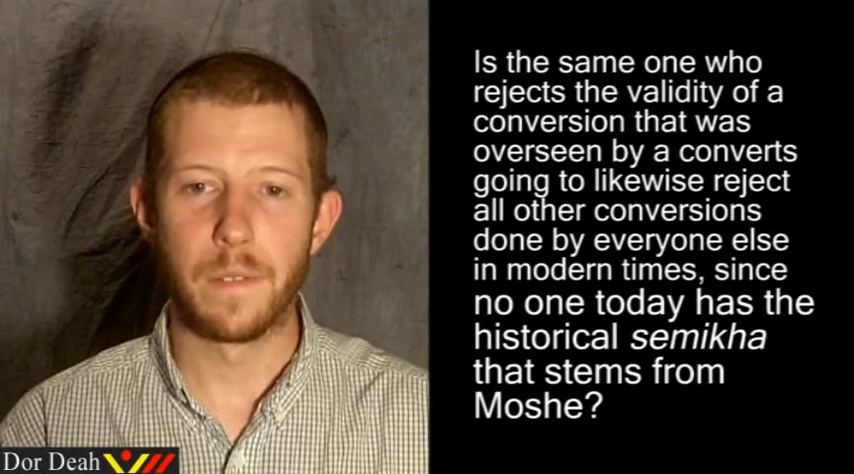 Is the same one who
rejects the validity of a
conversion that was
overseen by a converts
going to likewise reject
all other conversions
done by everyone else
in modern times, since
no one today has the
historical semikha
that stems from
Moshe?
Dor Deah